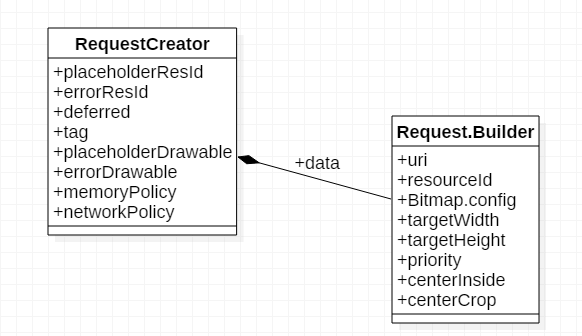 RequestCreator
+placeholderResId
+errorResId
+deferred
+tag
+placeholderDrawable
+errorDrawable
+memoryPolicy
+networkPolicy
+data
Request.Builder
+uri
+resourceId
+Bitmap.config
+targetWidth
+targetHeight
+priority
+centerInside
+centerCrop